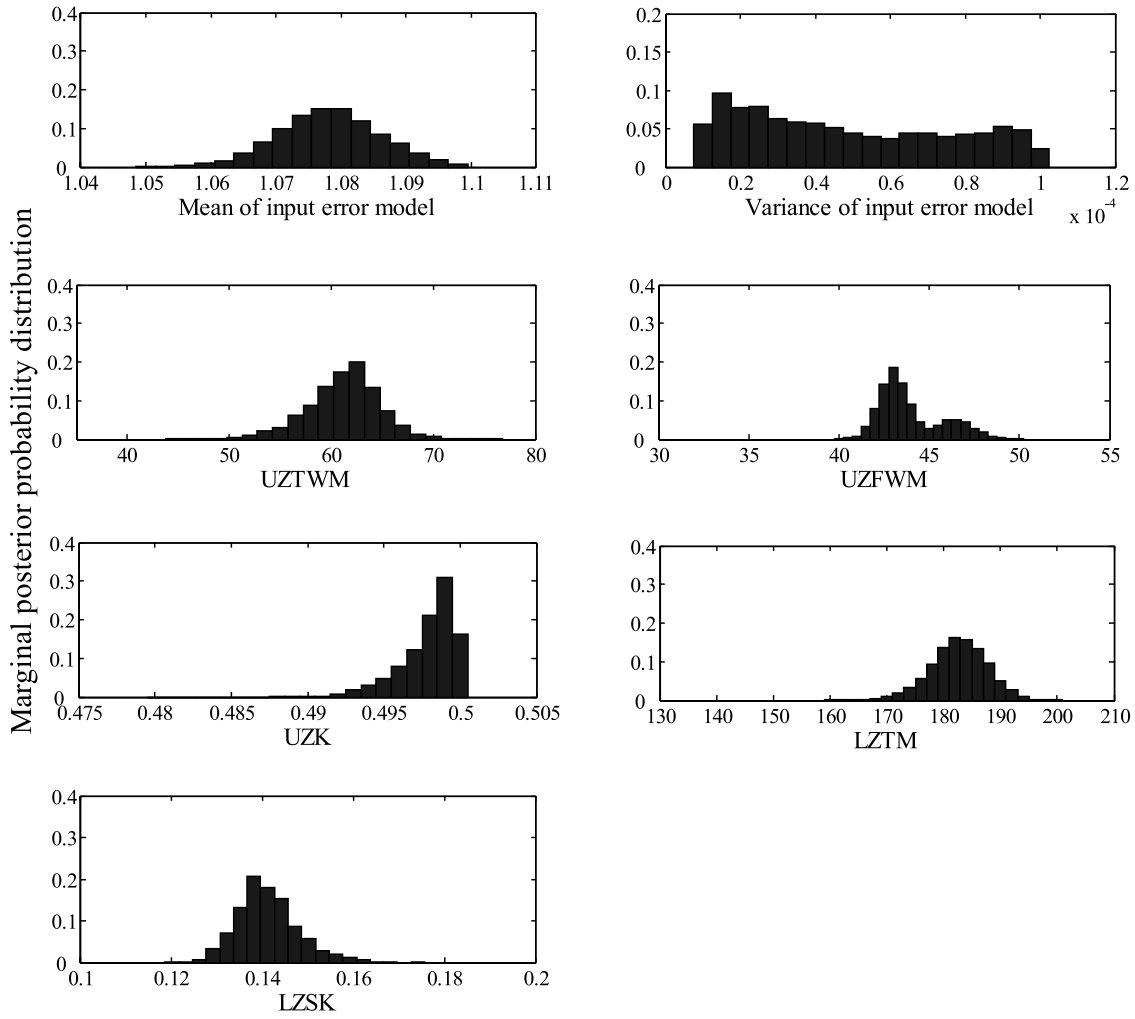 Marginal posterior probability distribution
0.4
0.3
0.2
0.1
0
1.04 1.05 1.06 1.07 1.08 1.09 1.1 1.11
Mean of input error model
0.2
0.15
0.1
0.05
0
0 0.2 0.4 0.6 0.8 1 1.2
Variance of input error model
x 10-4
0.4
0.3
0.2
0.1
0
40 50 60 70 80
UZTWM
0.4
0.3
0.2
0.1
0
30 35 40 45 50 55
UZFWM
0.4
0.3
0.2
0.1
0
0.475 0.48 0.485 0.49 0.495 0.5 0.505
UZK
0.4
0.3
0.2
0.1
0
130 140 150 160 170 180 190 200 210
LZTM
0.4
0.3
0.2
0.1
0
0.1 0.12 0.14 0.16 0.18 0.2
LZSK